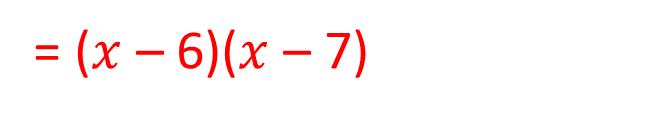 = (x − 6)(x − 7)